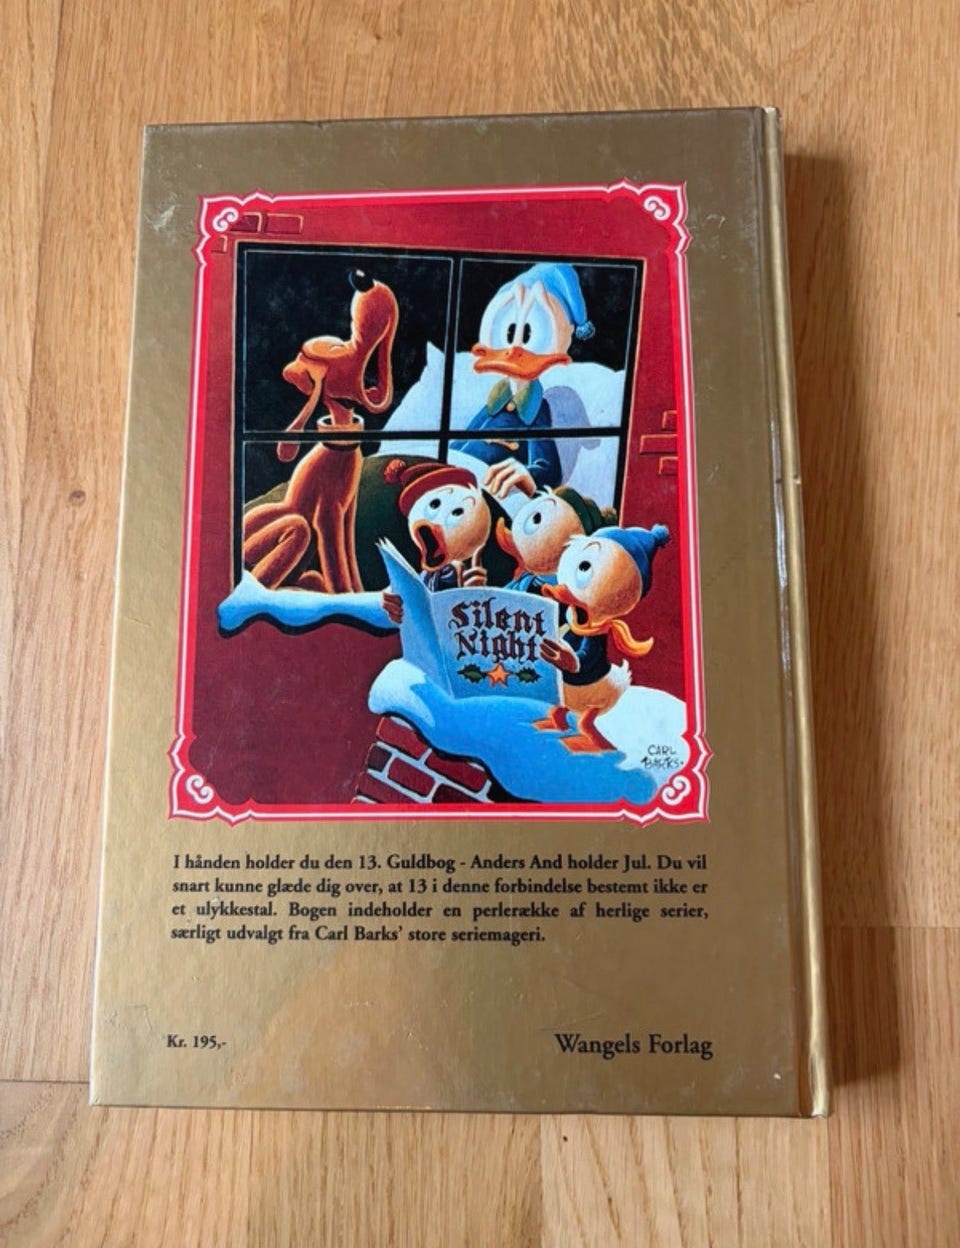 Silent
Night
CARL
BARKS
I hånden holder du den 13. Guldbog - Anders And holder Jul. Du vil
snart kunne glæde dig over, at 13 i denne forbindelse bestemt ikke er
et ulykkestal. Bogen indeholder en perlerække af herlige serier,
særligt udvalgt fra Carl Barks' store seriemageri.
Kr. 195,-
Wangels Forlag